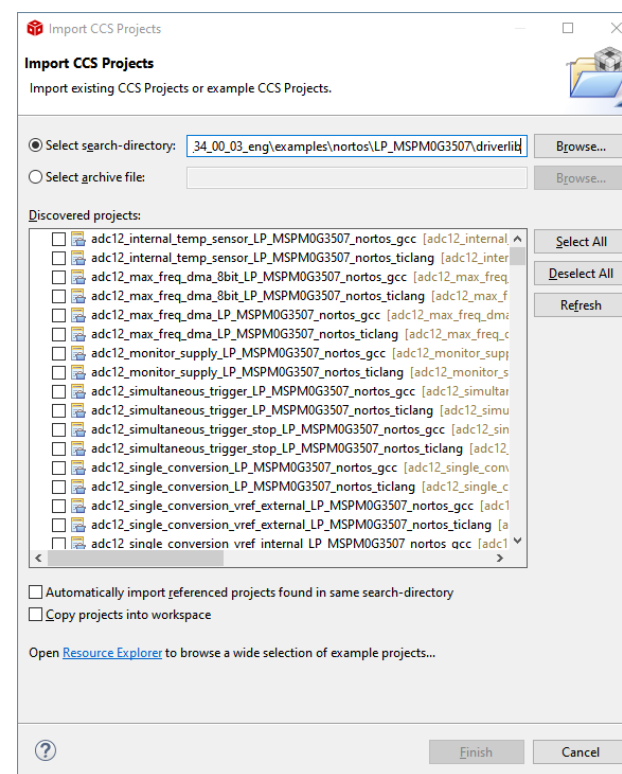 Import CCS Projects
Import CCS Projects
Import existing CCS Projects or example CCS Projects.
Select search-directory: 34_00_03_eng\examples\nortos\LP_MSPM0G3507\driverlib Browse...
Select archive file: Browse...
Discovered projects:
adc12_internal_temp_sensor_LP_MSPM0G3507_nortos_gcc [adc12_internal_
adc12_internal_temp_sensor_LP_MSPM0G3507_nortos_ticlang [adc12_inter
adc12_max_freq_dma_8bit_LP_MSPM0G3507_nortos_gcc [adc12_max_freq
adc12_max_freq_dma_8bit_LP_MSPM0G3507_nortos_ticlang [adc12_max_f
adc12_max_freq_dma_LP_MSPM0G3507_nortos_gcc [adc12_max_freq_dma
adc12_max_freq_dma_LP_MSPM0G3507_nortos_ticlang [adc12_max_freq_d
adc12_monitor_supply_LP_MSPM0G3507_nortos_gcc [adc12_monitor_supp
adc12_monitor_supply_LP_MSPM0G3507_nortos_ticlang [adc12_monitor_s
adc12_simultaneous_trigger_LP_MSPM0G3507_nortos_gcc [adc12_simultar
adc12_simultaneous_trigger_LP_MSPM0G3507_nortos_ticlang [adc12_simu
adc12_simultaneous_trigger_stop_LP_MSPM0G3507_nortos_gcc [adc12_sin
adc12_simultaneous_trigger_stop_LP_MSPM0G3507_nortos_ticlang [adc12_
adc12_single_conversion_LP_MSPM0G3507_nortos_gcc [adc12_single_conv
adc12_single_conversion_LP_MSPM0G3507_nortos_ticlang [adc12_single_c
adc12_single_conversion_vref_external_LP_MSPM0G3507_nortos_gcc [adc1
adc12_single_conversion_vref_external_LP_MSPM0G3507_nortos_ticlang [a
adc12_single_conversion_vref_internal_LP_MSPM0G3507_nortos_gcc [adc1
Select All
Deselect All
Refresh
Automatically import referenced projects found in same search-directory
Copy projects into workspace
Open Resource Explorer to browse a wide selection of example projects...
? Finish Cancel